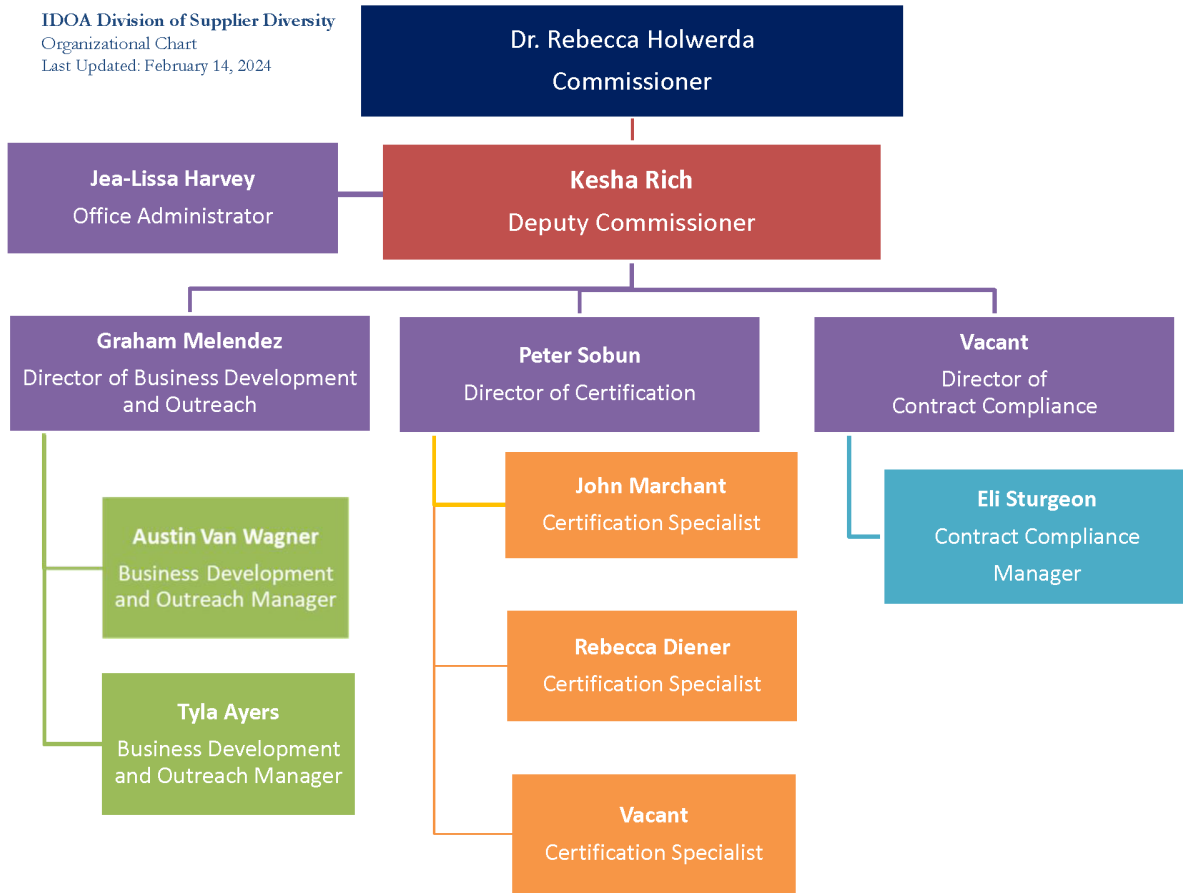 IDOA Division of Supplier Diversity
Organizational Chart
Last Updated: February 14, 2024
Dr. Rebecca Holwerda
Commissioner
Jea-Lissa Harvey
Office Administrator
Kesha Rich
Deputy Commissioner
Graham Melendez
Director of Business Development
and Outreach
Peter Sobun
Director of Certification
Vacant
Director of
Contract Compliance
Austin Van Wagner
Business Development
and Outreach Manager
Tyla Ayers
Business Development
and Outreach Manager
John Marchant
Certification Specialist
Rebecca Diener
Certification Specialist
Vacant
Certification Specialist
Eli Sturgeon
Contract Compliance
Manager